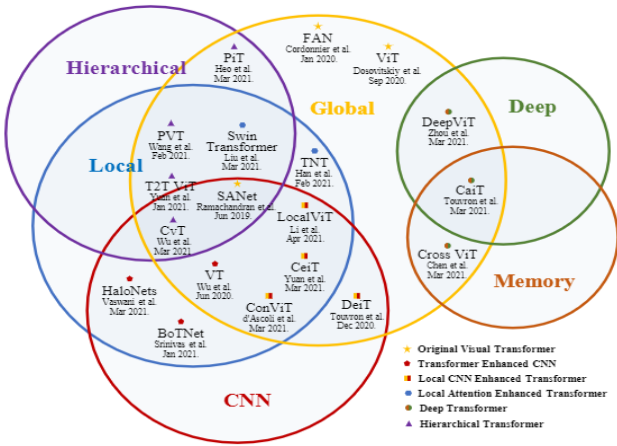 FAN
Cordonnier et al.
Jan 2020.
ViT
Dosovitskiy et al.
Sep 2020.
PiT
Heo et al.
Mar 2021.
Hierarchical
Global
Deep
DeepViT
Zhou et al.
Mar 2021.
PVT
Wang et al.
Feb 2021.
Swin
Transformer
Liu et al.
Mar 2021.
Local
TNT
Han et al.
Feb 2021.
T2T ViT
Yuan et al.
Jan 2021.
SANet
Ramachandran et al.
Jun 2019.
CaiT
Touvron et al.
Mar 2021.
LocalViT
Li et al.
Apr 2021.
CvT
Wu et al.
Mar 2021.
Cross ViT
Chen et al.
Mar 2021.
VT
Wu et al.
Jun 2020.
CeiT
Yuan et al.
Mar 2021.
Memory
HaloNets
Vaswani et al.
Mar 2021.
ConViT
d'Ascoli et al.
Mar 2021.
DeiT
Touvron et al.
Dec 2020.
BoTNet
Srinivas et al.
Jan 2021.
CNN
Original Visual Transformer
Transformer Enhanced CNN
Local CNN Enhanced Transformer
Local Attention Enhanced Transformer
Deep Transformer
Hierarchical Transformer